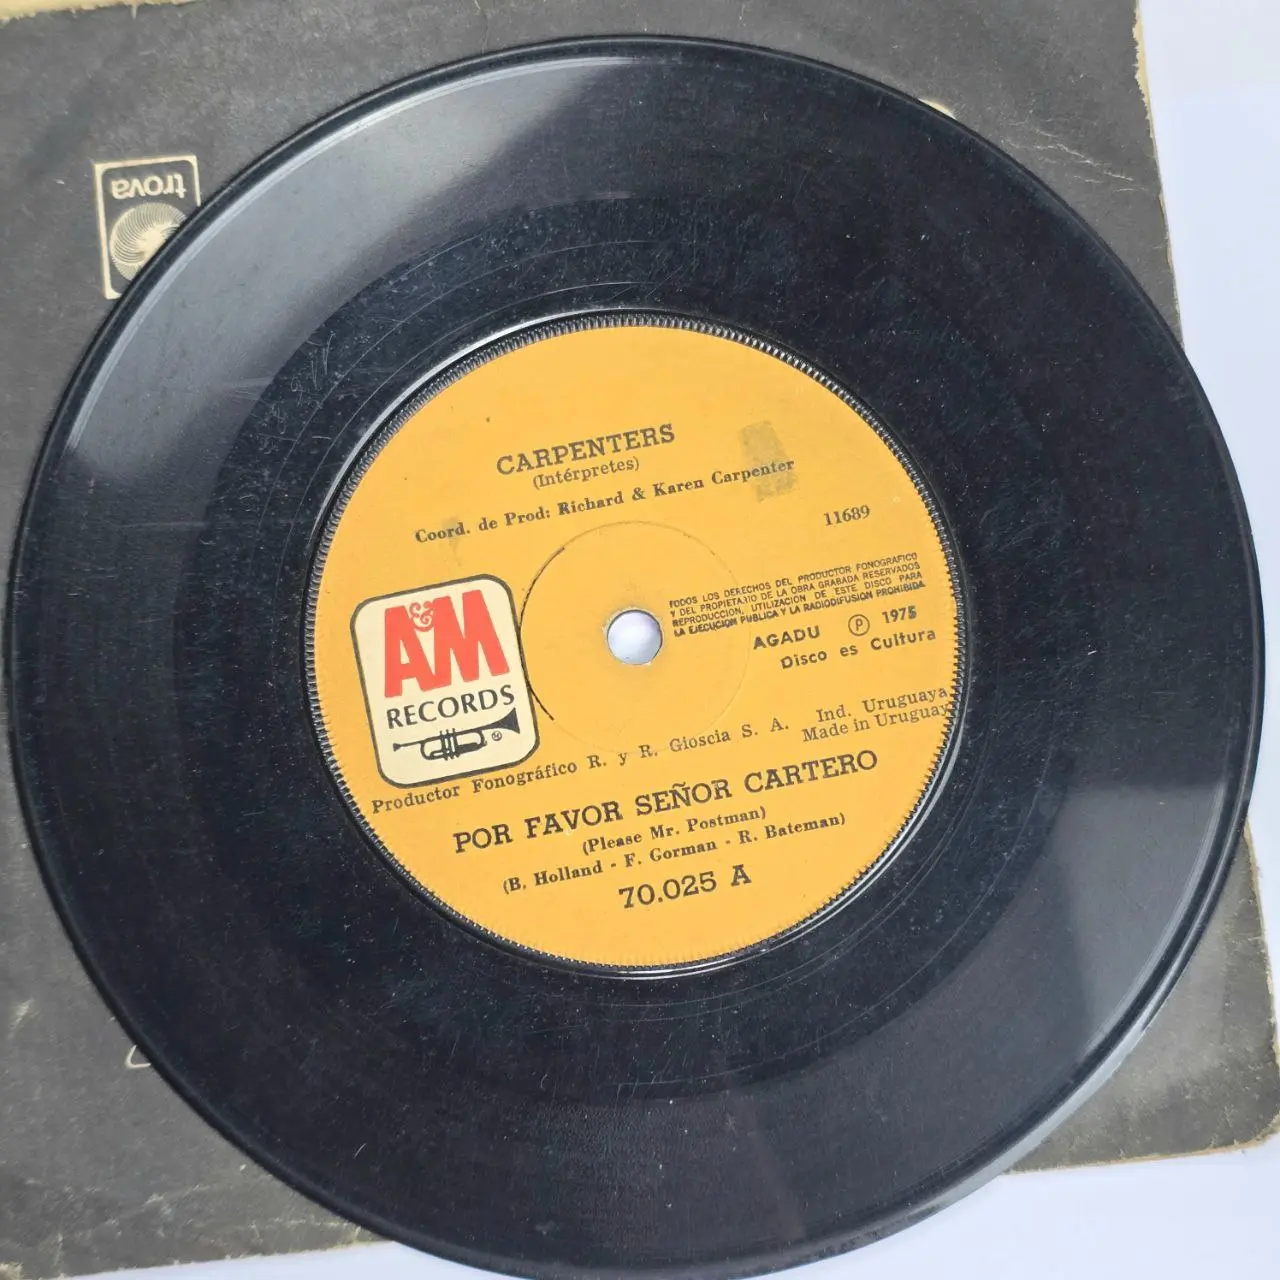 trova
CARPENTERS
(Intérpretes)
Coord. de Prod: Richard & Karen Carpenter
11689
TODOS LOS DERECHOS DEL PRODUCTOR FONOGRAFICO
Y DEL PROPIETARIO DE LA OBRA GRABADA RESERVADOS
REPRODUCCION, UTILIZACION DE ESTE DISCO PARA
LA EJECUCION PUBLICA Y LA RADIODIFUSION PROHIBIDA
AGADU Ⓟ 1975
Disco es Cultura
A&M
RECORDS
Productor Fonográfico R. y R. Gioscia S. A.
Ind. Uruguaya
Made in Uruguay
POR FAVOR SEÑOR CARTERO
(Please Mr. Postman)
(B. Holland - F. Gorman - R. Bateman)
70.025 A